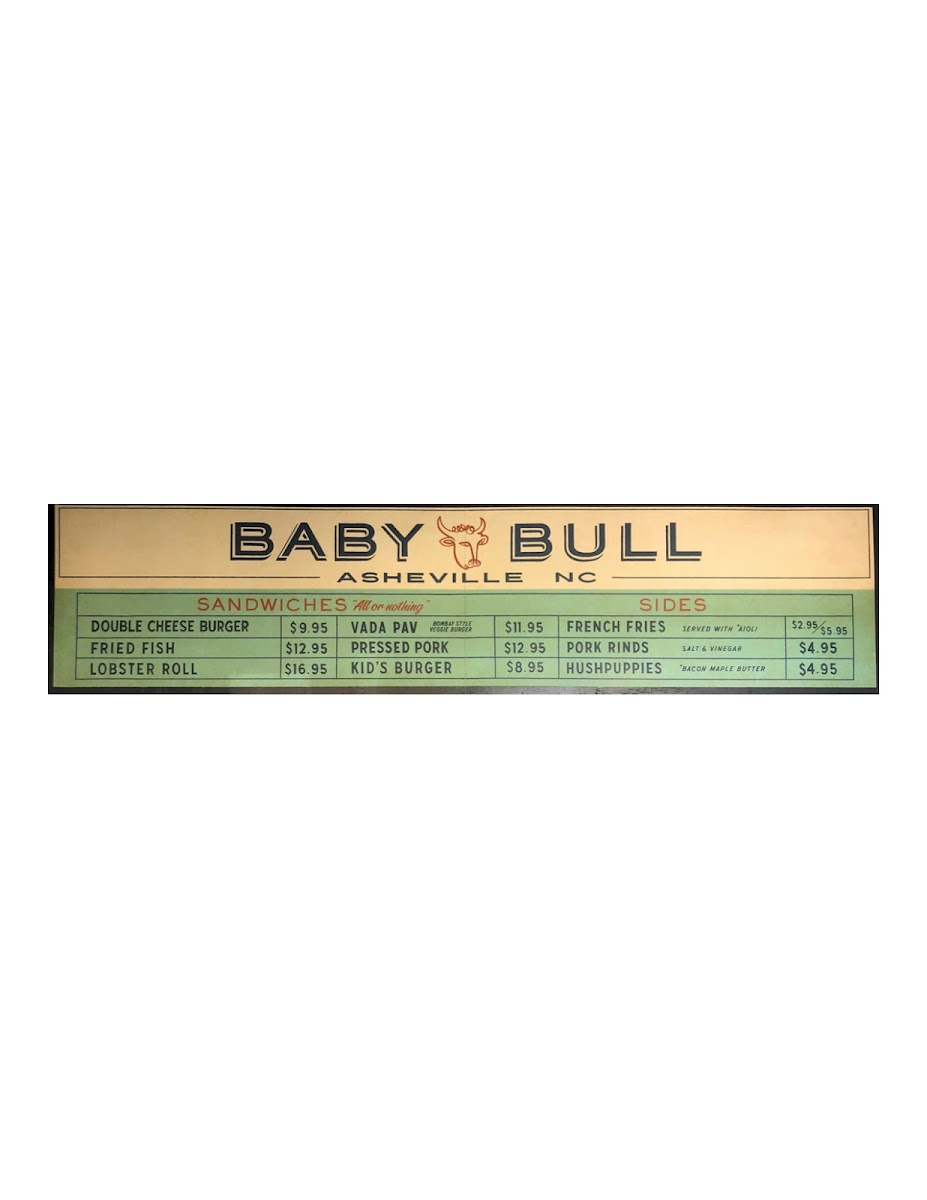 BABY BULL
ASHEVILLE NC
SANDWICHES "All or nothing"
DOUBLE CHEESE BURGER $9.95
FRIED FISH $12.95
LOBSTER ROLL $16.95
VADA PAV BOMBAY STYLE VEGGIE BURGER $11.95
PRESSED PORK $12.95
KID'S BURGER $8.95
SIDES
FRENCH FRIES SERVED WITH *AIOLI $2.95/$5.95
PORK RINDS SALT & VINEGAR $4.95
HUSHPUPPIES *BACON MAPLE BUTTER $4.95